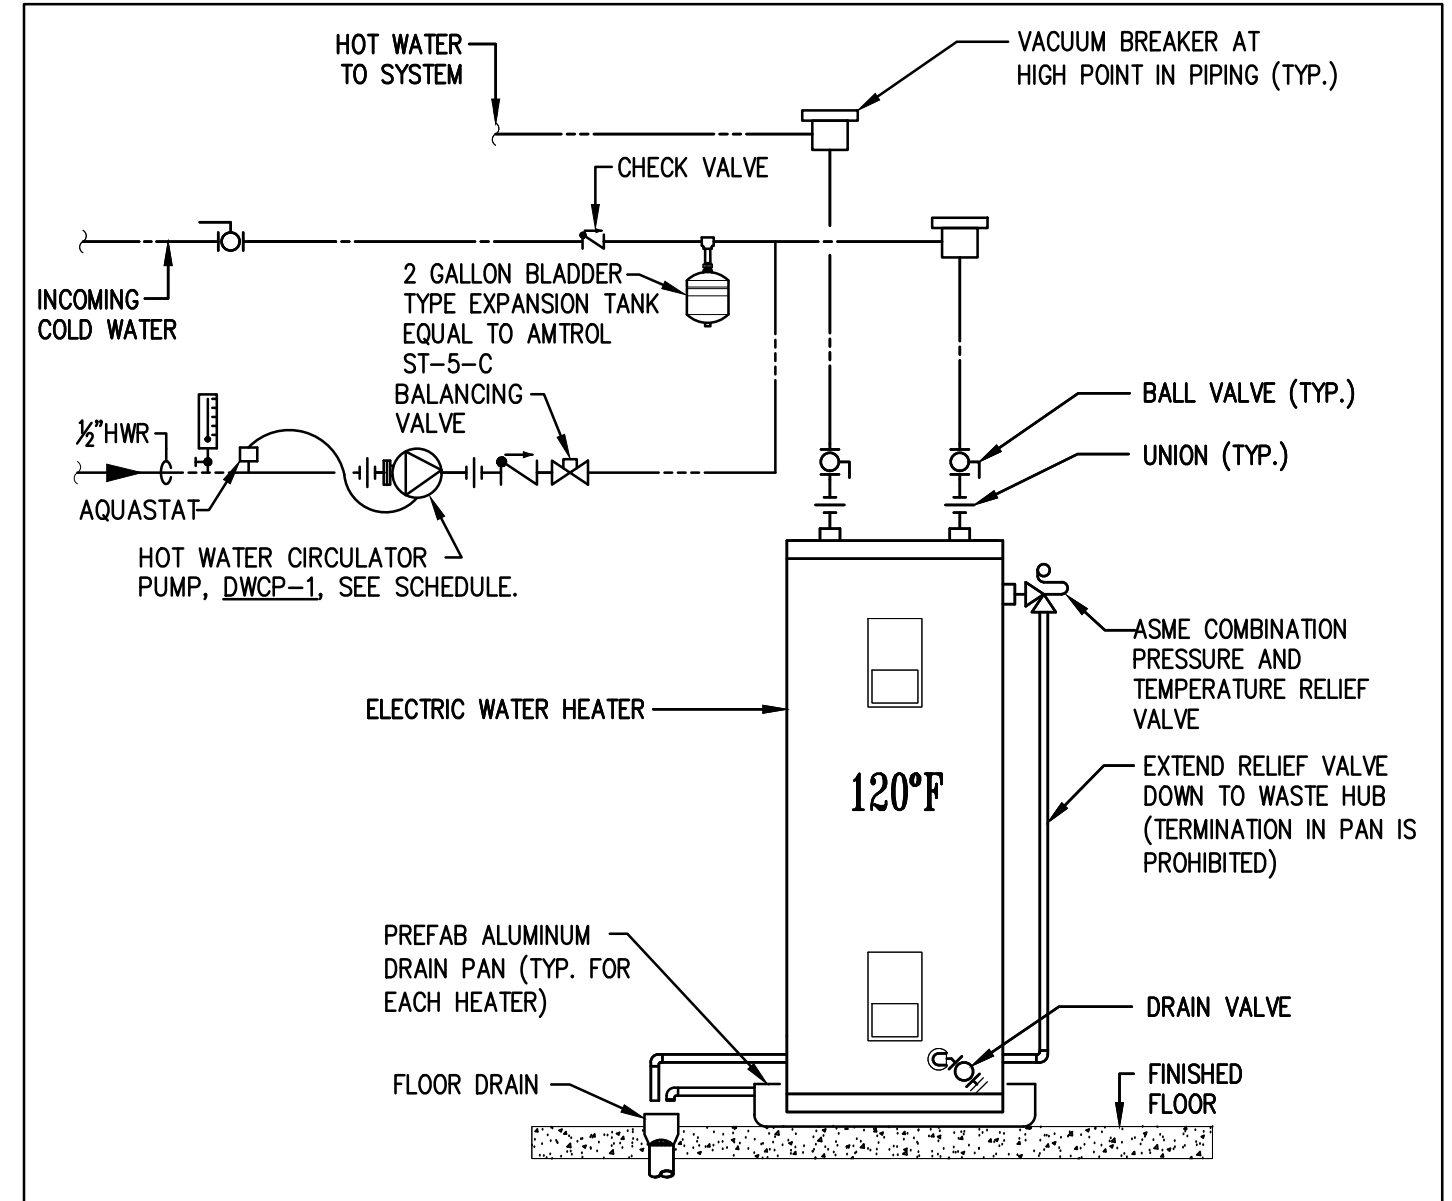 HOT WATER
TO SYSTEM
VACUUM BREAKER AT
HIGH POINT IN PIPING (TYP.)
CHECK VALVE
INCOMING
COLD WATER
2 GALLON BLADDER
TYPE EXPANSION TANK
EQUAL TO AMTROL
ST-5-C
BALANCING
VALVE
BALL VALVE (TYP.)
UNION (TYP.)
½"HWR
AQUASTAT
HOT WATER CIRCULATOR
PUMP, DWCP-1, SEE SCHEDULE.
ASME COMBINATION
PRESSURE AND
TEMPERATURE RELIEF
VALVE
ELECTRIC WATER HEATER
120°F
EXTEND RELIEF VALVE
DOWN TO WASTE HUB
(TERMINATION IN PAN IS
PROHIBITED)
PREFAB ALUMINUM
DRAIN PAN (TYP. FOR
EACH HEATER)
DRAIN VALVE
FLOOR DRAIN
FINISHED
FLOOR